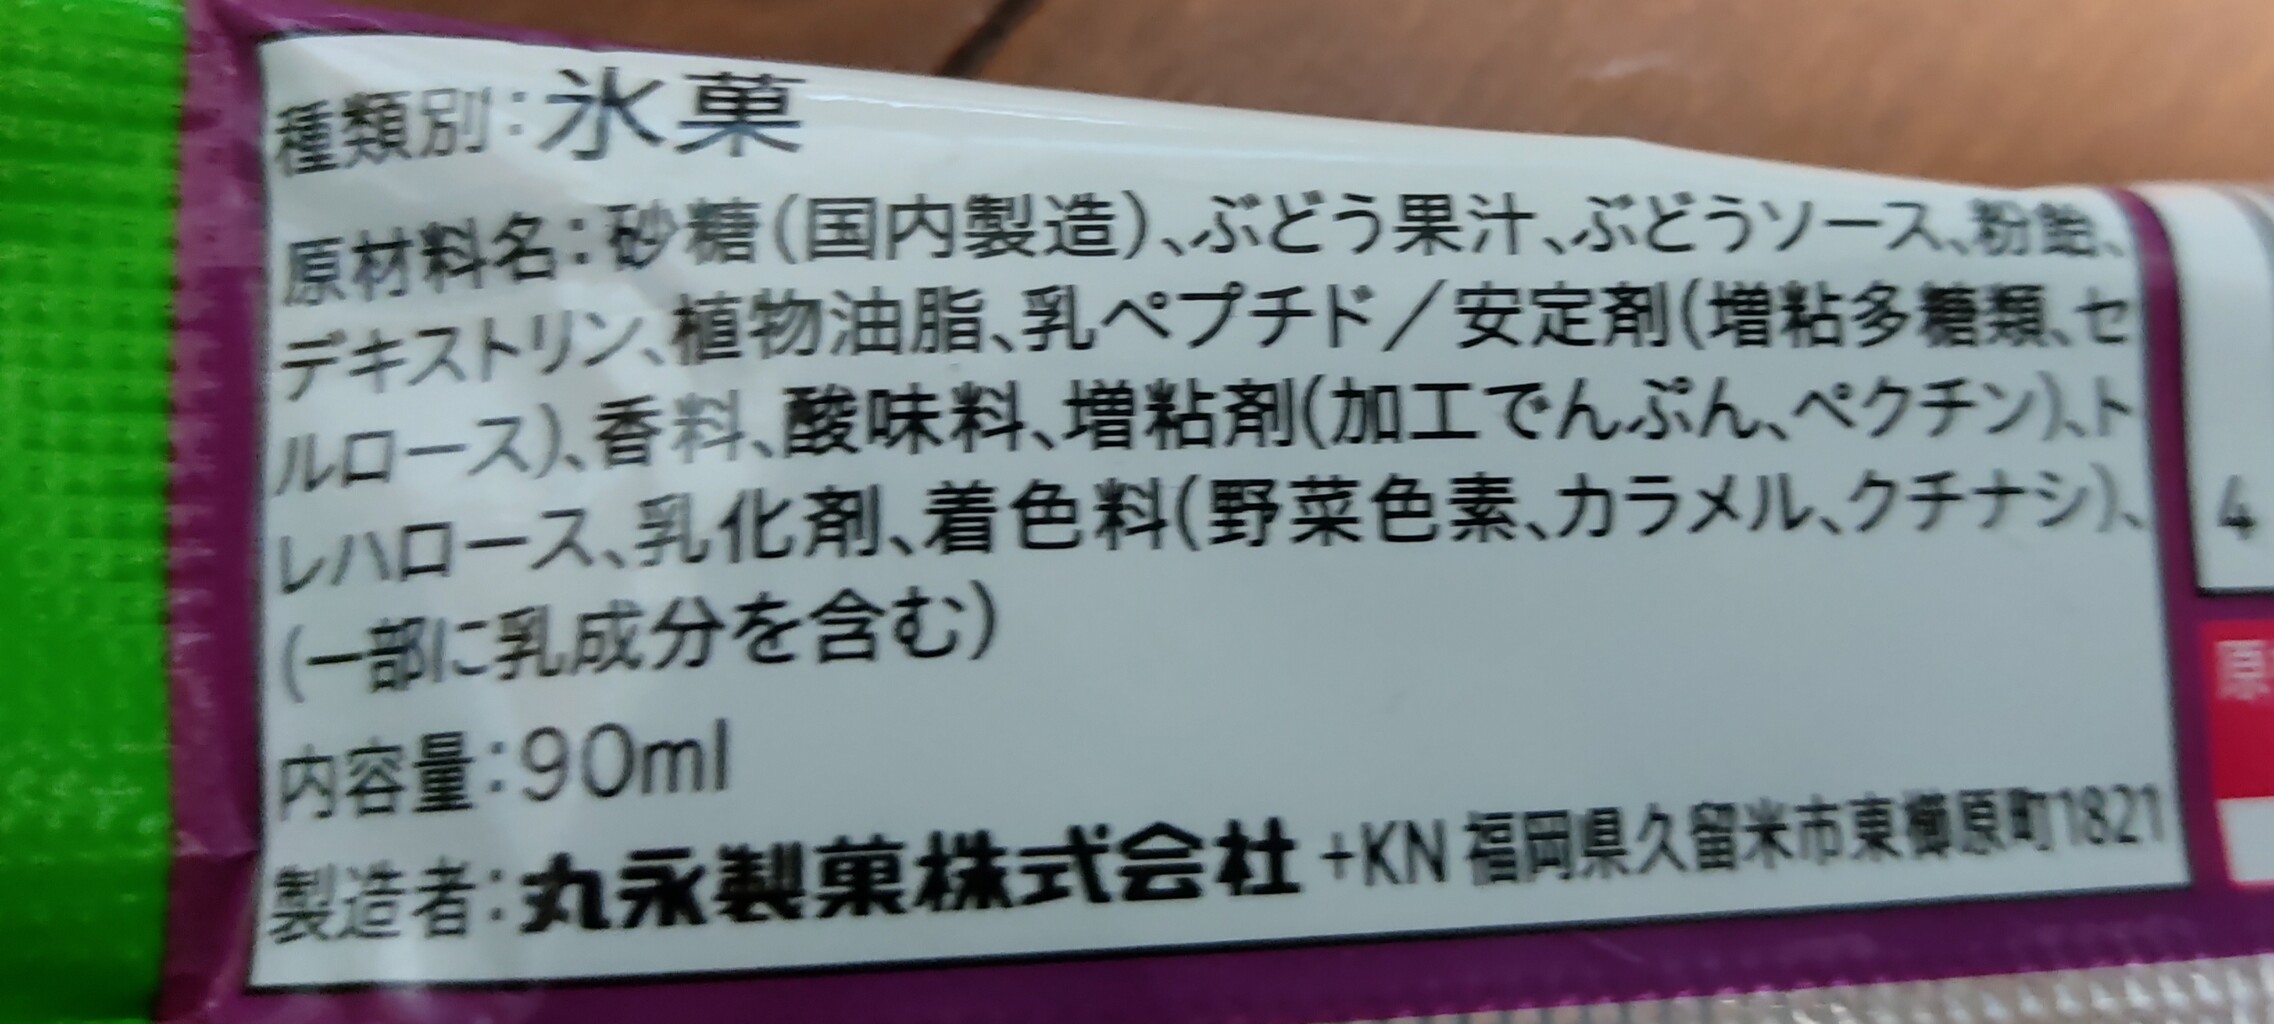 種類別:氷菓
原材料名:砂糖(国内製造)、ぶどう果汁、ぶどうソース、粉飴、
デキストリン、植物油脂、乳ペプチド/安定剤(増粘多糖類、セ
ルロース)、香料、酸味料、増粘剤(加工でんぷん、ペクチン)、ト
レハロース、乳化剤、着色料(野菜色素、カラメル、クチナシ)、
(一部に乳成分を含む)
内容量:90ml
製造者:丸永製菓株式会社 +KN 福岡県久留米市東櫛原町1821
4
原